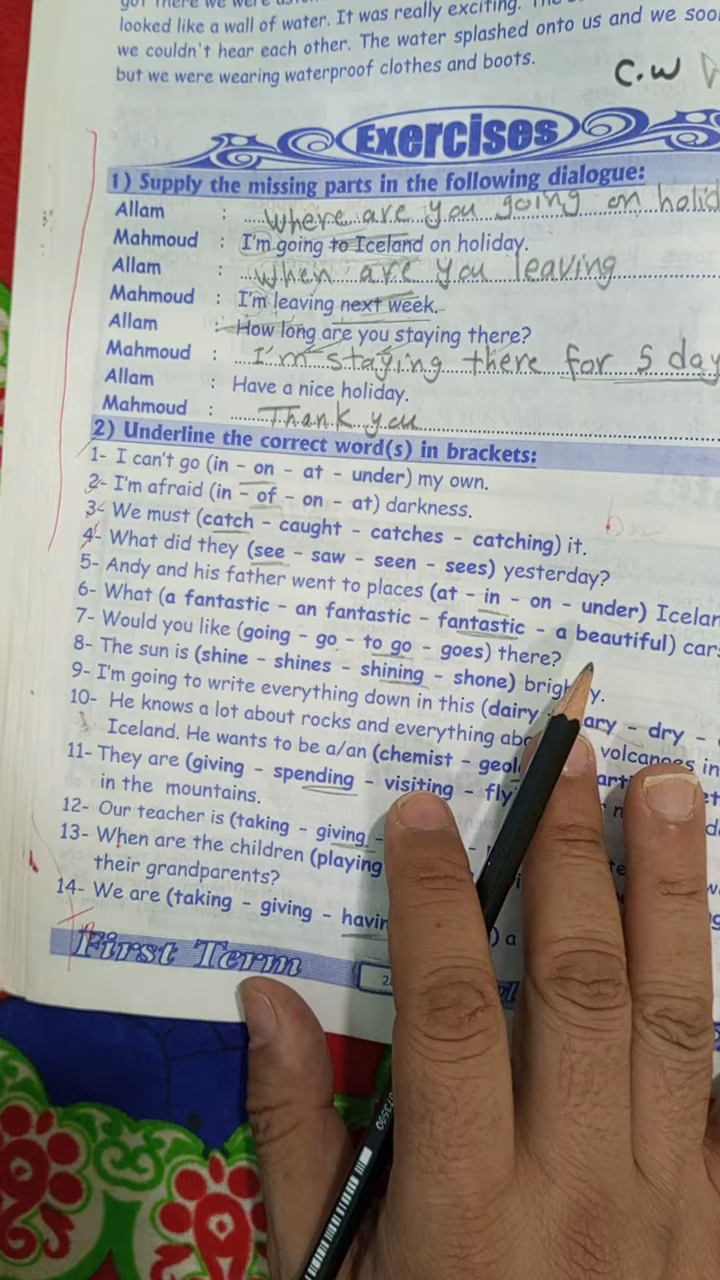 looked like a wall of water. It was really exciting.
we couldn't hear each other. The water splashed onto us and we soo
but we were wearing waterproof clothes and boots.
C.W
Exercises
1) Supply the missing parts in the following dialogue:
Allam : Where are you going on holid
Mahmoud : I'm going to Iceland on holiday.
Allam : When are you leaving
Mahmoud : I'm leaving next week.
Allam : How long are you staying there?
Mahmoud : I'm staying there for 5 day
Allam : Have a nice holiday.
Mahmoud : Thank you
2) Underline the correct word(s) in brackets:
1- I can't go (in - on - at - under) my own.
2- I'm afraid (in - of - on - at) darkness.
3- We must (catch - caught - catches - catching) it.
4- What did they (see - saw - seen - sees) yesterday?
5- Andy and his father went to places (at - in - on - under) Icelan
6- What (a fantastic - an fantastic - fantastic - a beautiful) car
7- Would you like (going - go - to go - goes) there?
8- The sun is (shine - shines - shining - shone)
9- I'm going to write everything down in this (dairy ary - dry -
10- He knows a lot about rocks and everything volcanoes in
Iceland. He wants to be a/an (chemist -
11- They are (giving - spending - visiting -
in the mountains.
12- Our teacher is (taking - giving -
13- When are the children (playing
their grandparents?
14- We are (taking - giving - havin ) a
First Term